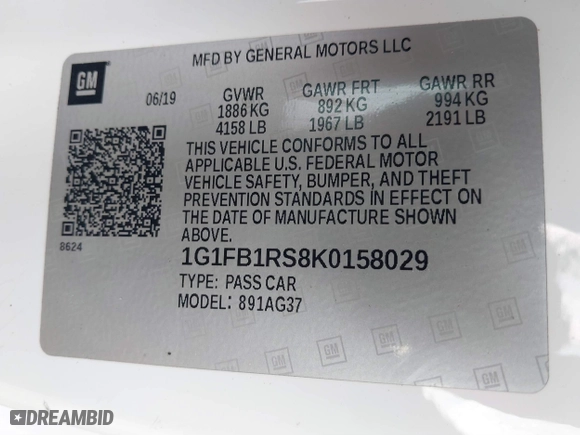 MFD BY GENERAL MOTORS LLC
GM
06/19
GVWR GAWR FRT GAWR RR
1886 KG 892 KG 994 KG
4158 LB 1967 LB 2191 LB
THIS VEHICLE CONFORMS TO ALL
APPLICABLE U.S. FEDERAL MOTOR
VEHICLE SAFETY, BUMPER, AND THEFT
PREVENTION STANDARDS IN EFFECT ON
THE DATE OF MANUFACTURE SHOWN
ABOVE.
8624
1G1FB1RS8K0158029
TYPE: PASS CAR
MODEL: 891AG37
DREAMBID